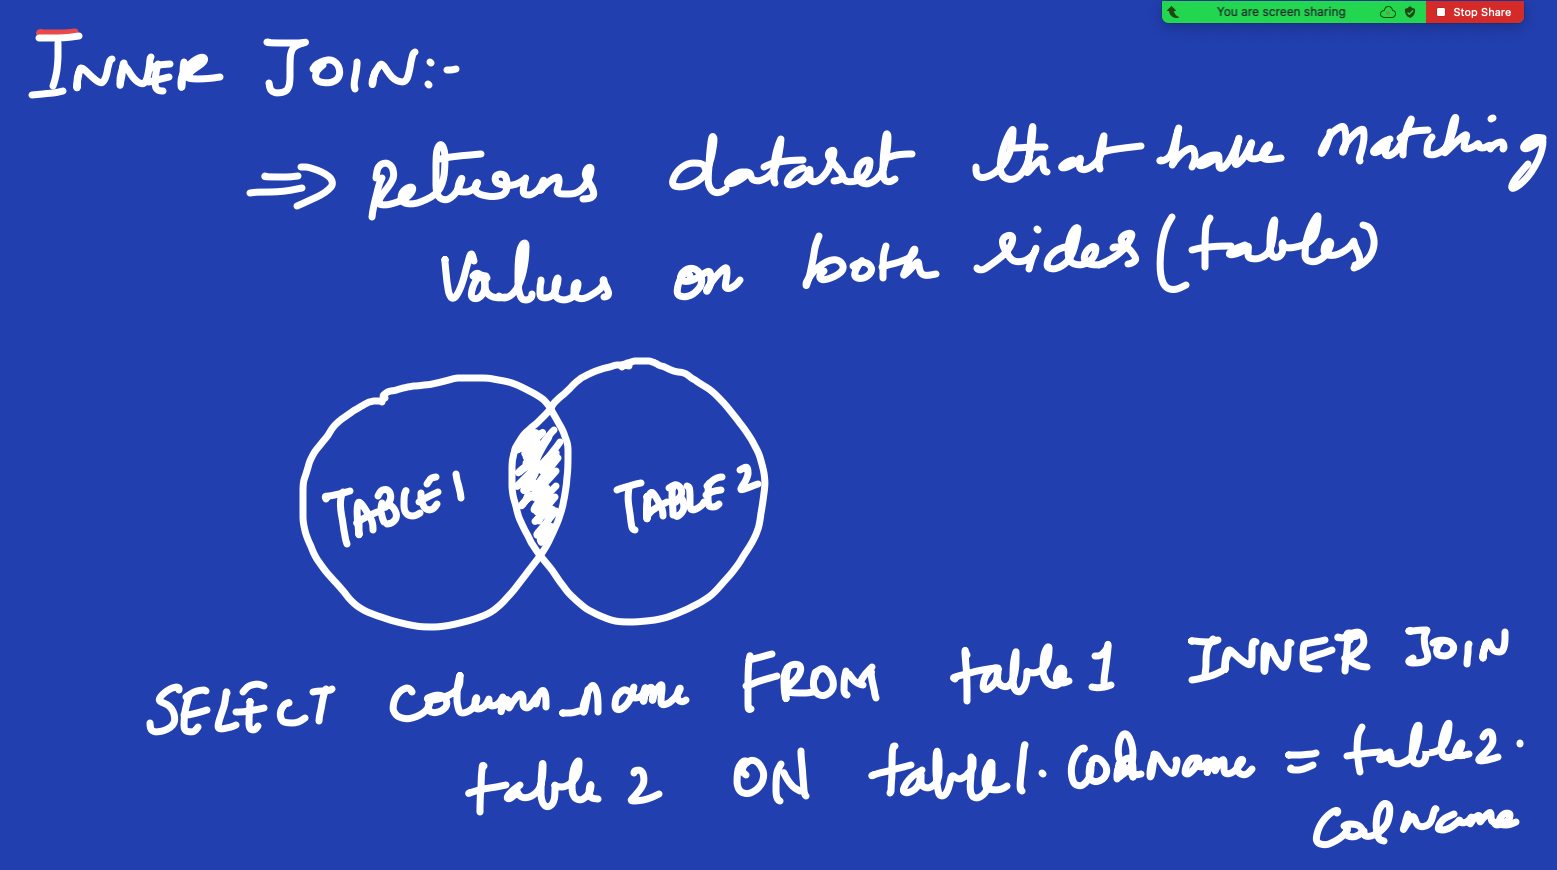 You are screen sharing Stop Share
INNER JOIN:-
=> Returns dataset that have matching
values on both sides (tables)
TABLE 1 TABLE 2
SELECT column_name FROM table 1 INNER JOIN
table 2 ON table1. ColName = table2.
ColName